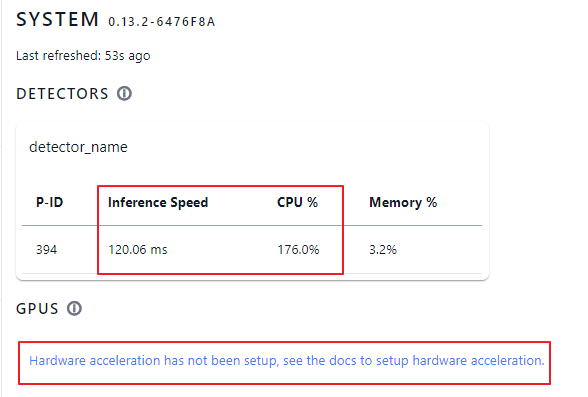 SYSTEM 0.13.2-6476F8A
Last refreshed: 53s ago
DETECTORS
detector_name
P-ID Inference Speed CPU % Memory %
394 120.06 ms 176.0% 3.2%
GPUS
Hardware acceleration has not been setup, see the docs to setup hardware acceleration.